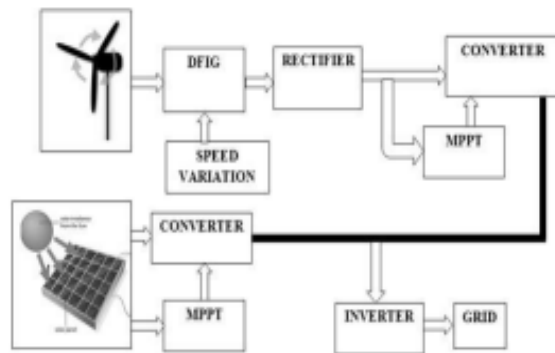 CONVERTER
DFIG
RECTIFIER
MPPT
SPEED
VARIATION
CONVERTER
MPPT
INVERTER
GRID